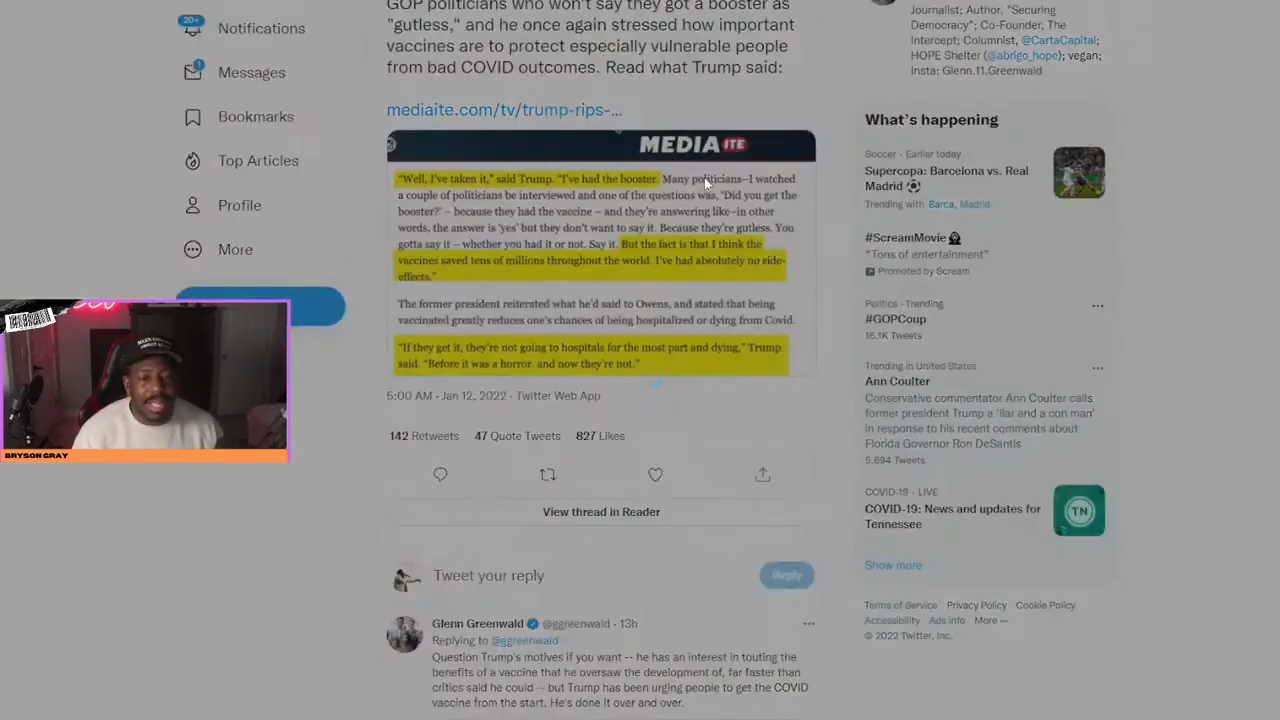 GOP politicians who won't say they got a booster as
"gutless," and he once again stressed how important
vaccines are to protect especially vulnerable people
from bad COVID outcomes. Read what Trump said:
mediaite.com/tv/trump-rips-...
MEDIA ITE
"Well, I've taken it," said Trump. "I've had the booster. Many politicians—I watched
a couple of politicians be interviewed and one of the questions was, 'Did you get the
booster?' – because they had the vaccine – and they're answering like–in other
words, the answer is 'yes' but they don't want to say it. Because they're gutless. You
gotta say it – whether you had it or not. Say it. But the fact is that I think the
vaccines saved tens of millions throughout the world. I've had absolutely no side-
effects."
The former president reiterated what he'd said to Owens, and stated that being
vaccinated greatly reduces one's chances of being hospitalized or dying from Covid.
"If they get it, they're not going to hospitals for the most part and dying," Trump
said. "Before it was a horror, and now they're not."
5:00 AM · Jan 12, 2022 · Twitter Web App
142 Retweets 47 Quote Tweets 827 Likes
View thread in Reader
Tweet your reply
Reply
Glenn Greenwald @ggreenwald · 13h
Replying to @ggreenwald
Question Trump's motives if you want -- he has an interest in touting the
benefits of a vaccine that he oversaw the development of, far faster than
critics said he could -- but Trump has been urging people to get the COVID
vaccine from the start. He's done it over and over.
20+
Notifications
1
Messages
Bookmarks
Top Articles
Profile
More
BRYSON GRAY
Journalist; Author, "Securing
Democracy"; Co-Founder, The
Intercept; Columnist, @CartaCapital;
HOPE Shelter (@abrigo_hope); vegan;
Insta: Glenn.11.Greenwald
What's happening
Soccer · Earlier today
Supercopa: Barcelona vs. Real
Madrid
Trending with Barca, Madrid
#ScreamMovie
"Tons of entertainment"
Promoted by Scream
Politics · Trending
#GOPCoup
16.1K Tweets
Trending in United States
Ann Coulter
Conservative commentator Ann Coulter calls
former president Trump a 'liar and a con man'
in response to his recent comments about
Florida Governor Ron DeSantis
5,694 Tweets
COVID-19 · LIVE
COVID-19: News and updates for
Tennessee
TN
Show more
Terms of Service Privacy Policy Cookie Policy
Accessibility Ads info More ···
© 2022 Twitter, Inc.